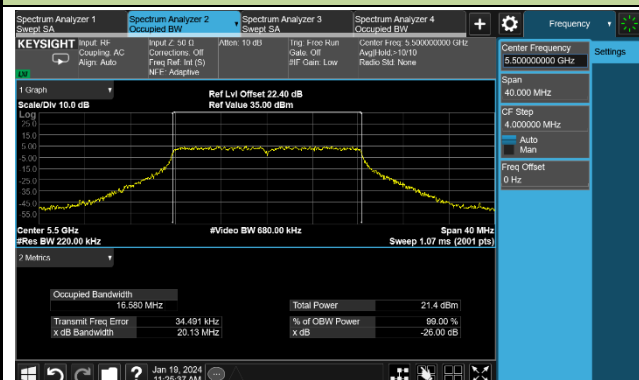 Spectrum Analyzer 1
Swept SA
Spectrum Analyzer 2
Occupied BW
Spectrum Analyzer 3
Swept SA
Spectrum Analyzer 4
Occupied BW
+
Frequency
KEYSIGHT
Input: RF
Coupling: AC
Align: Auto
Input Z: 50 Ω
Corrections: Off
Freq Ref: Int (S)
NFE: Adaptive
Atten: 10 dB
Trig: Free Run
Gate: Off
#IF Gain: Low
Center Freq: 5.500000000 GHz
Avg|Hold:>10/10
Radio Std: None
LXI
Center Frequency
5.500000000 GHz
Settings
Span
40.000 MHz
CF Step
4.000000 MHz
Auto
Man
Freq Offset
0 Hz
1 Graph
Scale/Div 10.0 dB
Ref Lvl Offset 22.40 dB
Ref Value 35.00 dBm
Log
25.0
15.0
5.00
-5.00
-15.0
-25.0
-35.0
-45.0
-55.0
Center 5.5 GHz
#Video BW 680.00 kHz
Span 40 MHz
#Res BW 220.00 kHz
Sweep 1.07 ms (2001 pts)
2 Metrics
Occupied Bandwidth
16.580 MHz
Total Power 21.4 dBm
Transmit Freq Error 34.491 kHz
% of OBW Power 99.00 %
x dB Bandwidth 20.13 MHz
x dB -26.00 dB
?
Jan 19, 2024
11:25:37 AM